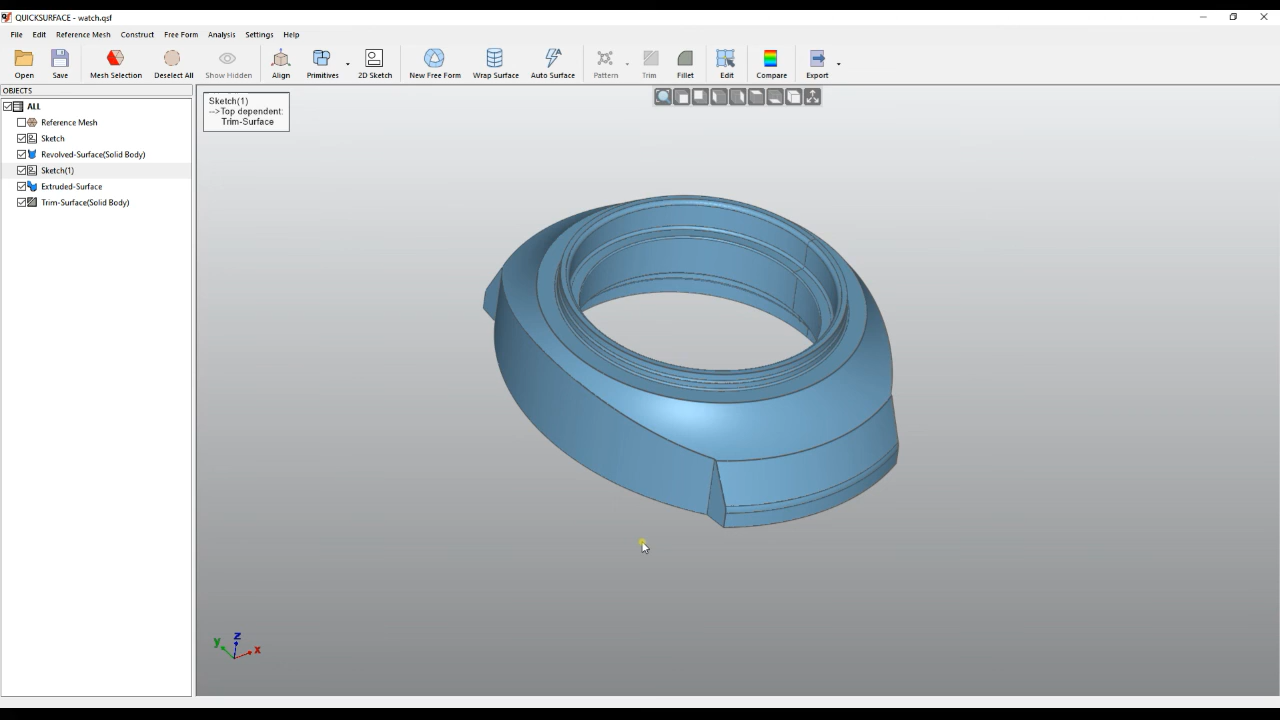 QUICKSURFACE - watch.qsf
File Edit Reference Mesh Construct Free Form Analysis Settings Help
Open Save Mesh Selection Deselect All Show Hidden Align Primitives 2D Sketch New Free Form Wrap Surface Auto Surface Pattern Trim Fillet Edit Compare Export
OBJECTS
ALL
Reference Mesh
Sketch
Revolved-Surface(Solid Body)
Sketch(1)
Extruded-Surface
Trim-Surface(Solid Body)
Sketch(1)
-->Top dependent:
Trim-Surface
y z x